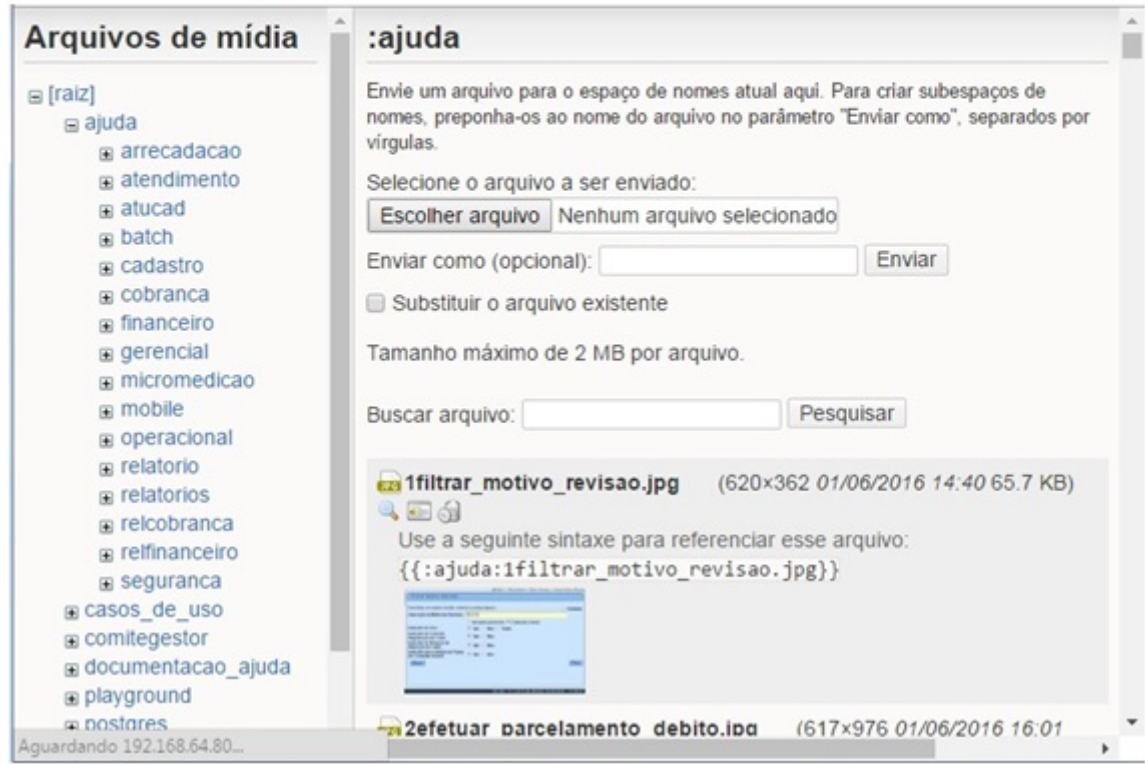 Arquivos de mídia
[raiz]
ajuda
arrecadacao
atendimento
atucad
batch
cadastro
cobranca
financeiro
gerencial
micromedicao
mobile
operacional
relatorio
relatorios
relcobranca
relfinanceiro
seguranca
casos_de_uso
comitegestor
documentacao_ajuda
playground
postgres
Aguardando 192.168.64.80...
:ajuda
Envie um arquivo para o espaço de nomes atual aqui. Para criar subespaços de
nomes, preponha-os ao nome do arquivo no parâmetro "Enviar como", separados por
vírgulas.
Selecione o arquivo a ser enviado:
Escolher arquivo Nenhum arquivo selecionado
Enviar como (opcional): Enviar
Substituir o arquivo existente
Tamanho máximo de 2 MB por arquivo.
Buscar arquivo: Pesquisar
1filtrar_motivo_revisao.jpg (620×362 01/06/2016 14:40 65.7 KB)
Use a seguinte sintaxe para referenciar esse arquivo:
{{:ajuda:1filtrar_motivo_revisao.jpg}}
2efetuar_parcelamento_debito.jpg (617×976 01/06/2016 16:01